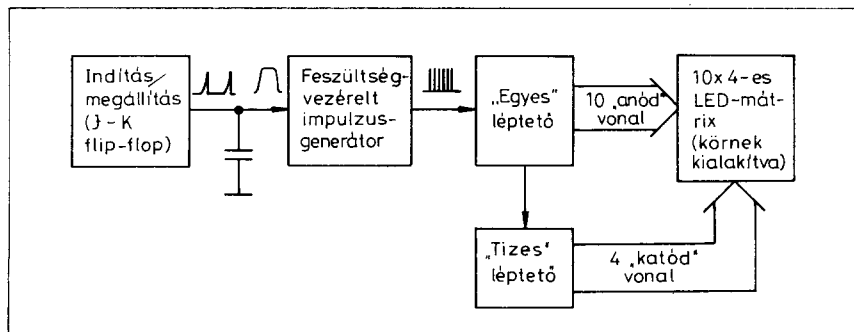 Indítás/
megállítás
(J-K
flip-flop)
Feszültség-
vezérelt
impulzus-
generátor
„Egyes"
léptető
10 „anód"
vonal
10x4-es
LED-mát-
rix
(körnek
kialakítva)
„Tizes"
léptető
4 „katód"
vonal